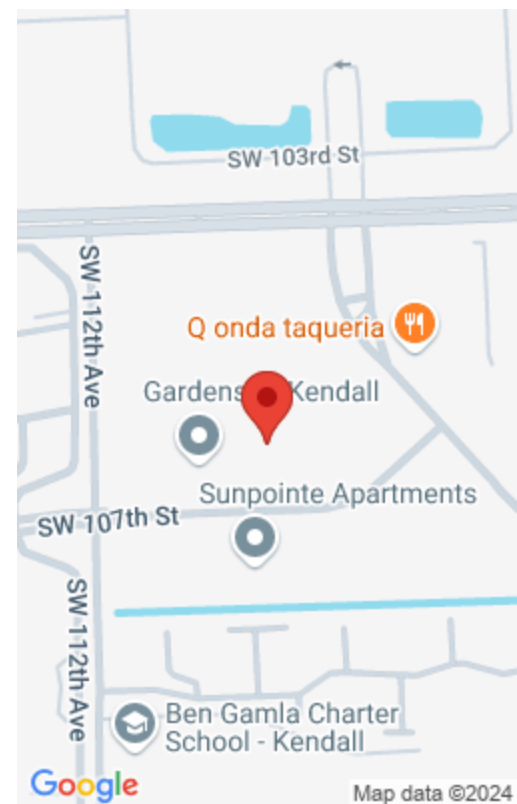 SW 103rd St
SW 112th Ave
Q onda taqueria
Gardens Kendall
Sunpointe Apartments
SW 107th St
SW 112th Ave
Ben Gamla Charter
School - Kendall
Google
Map data ©2024